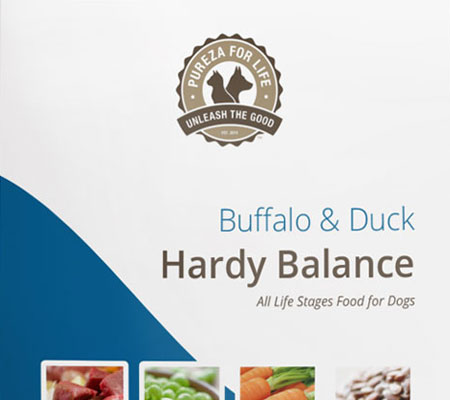 PUREZA FOR LIFE
UNLEASH THE GOOD
Buffalo & Duck
Hardy Balance
All Life Stages Food for Dogs